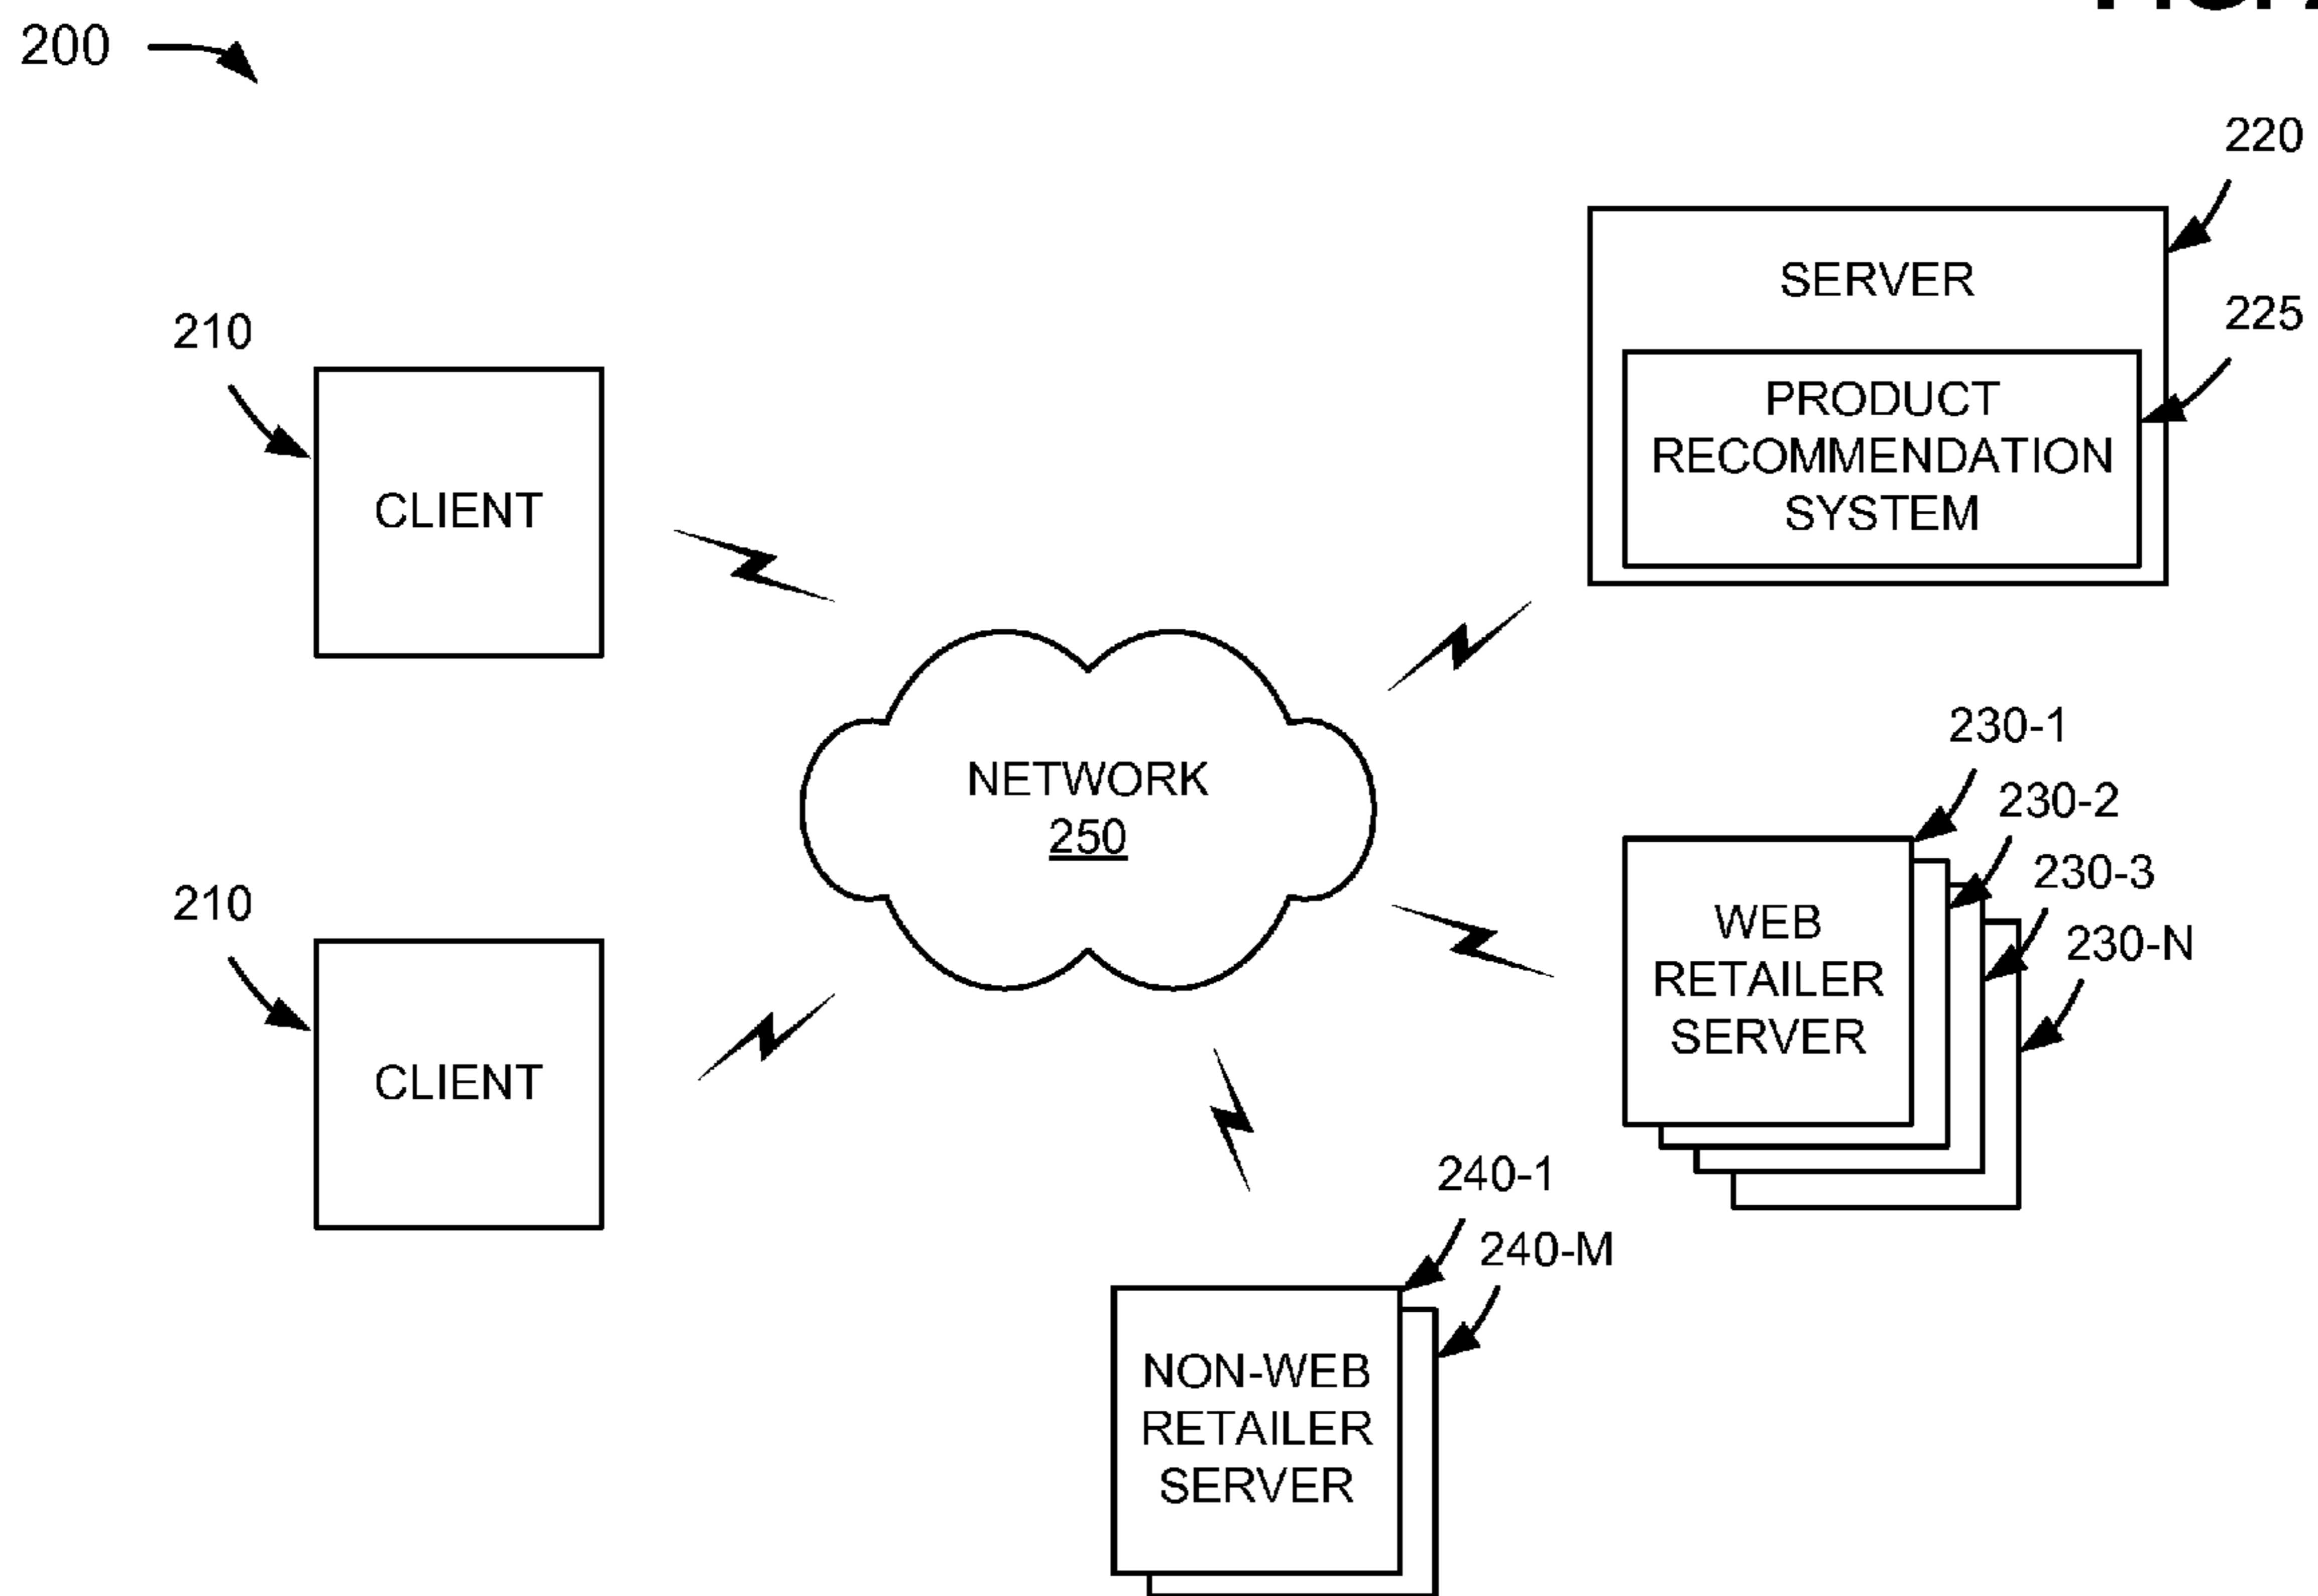 200
220
SERVER
225
PRODUCT
RECOMMENDATION
SYSTEM
210
CLIENT
NETWORK
250
230-1
230-2
230-3
230-N
WEB
RETAILER
SERVER
210
CLIENT
240-1
240-M
NON-WEB
RETAILER
SERVER